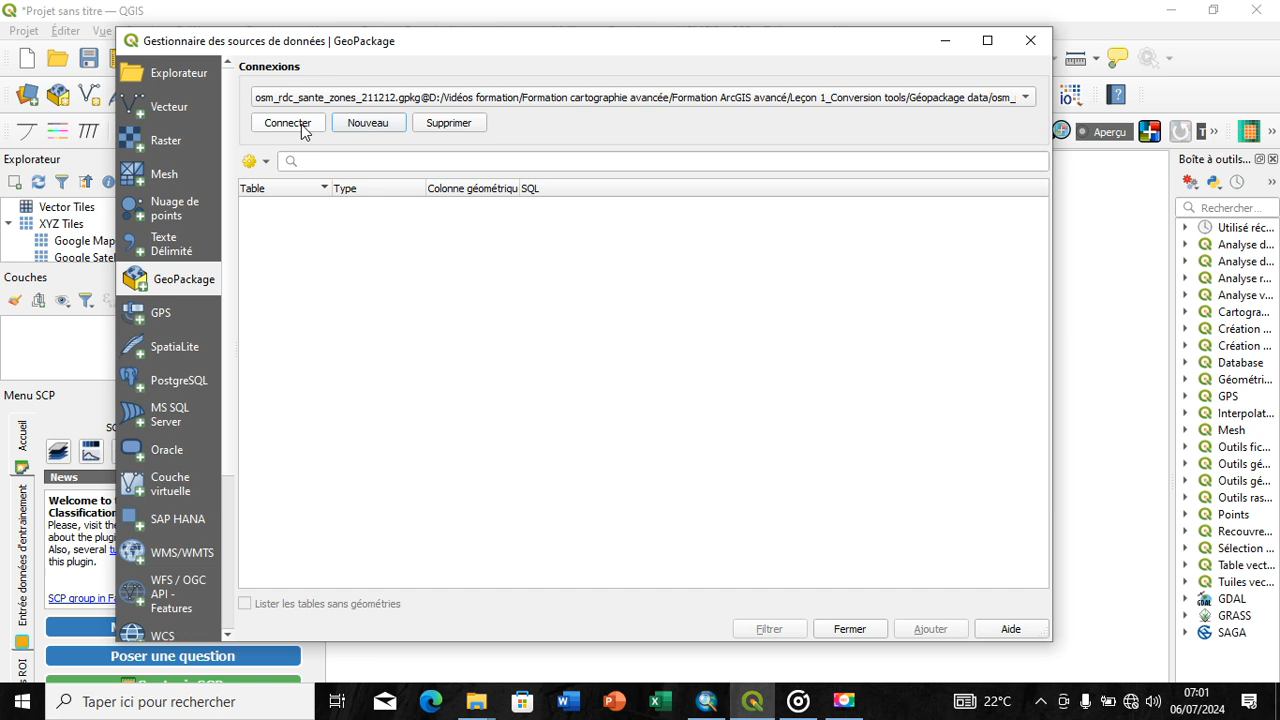 *Projet sans titre — QGIS
Projet Éditer Vue
Gestionnaire des sources de données | GeoPackage
Explorateur
Vecteur
Raster
Mesh
Nuage de
points
Texte
Délimité
GeoPackage
GPS
SpatiaLite
PostgreSQL
MS SQL
Server
Oracle
Couche
virtuelle
SAP HANA
WMS/WMTS
WFS / OGC
API -
Features
WCS
Connexions
osm_rdc_sante_zones_211212.gpkg@D:/Vidéos formation/Formation cartographie avancée/Formation ArcGIS avancé/Leçon 1_Conversion tools/Géopackage data/osm_
Connecter Nouveau Supprimer
Table Type Colonne géométriqu SQL
Lister les tables sans géométries
Filtrer Fermer Ajouter Aide
Explorateur
Vector Tiles
XYZ Tiles
Google Map
Google Sate
Couches
Menu SCP
Accueil
Entrée données d'entrainement
ROI
News
Welcome to
Classification
Please, visit the
about the plugi
Also, several
this plugin.
SCP group in F
Poser une question
Aperçu
Boîte à outils...
Rechercher...
Utilisé réc...
Analyse d...
Analyse d...
Analyse r...
Analyse v...
Cartogra...
Création ...
Création ...
Database
Géométri...
GPS
Interpolat...
Mesh
Outils fic...
Outils gé...
Outils gé...
Outils ras...
Points
Recouvre...
Sélection ...
Table vect...
Tuiles vec...
GDAL
GRASS
SAGA
Taper ici pour rechercher
22°C
07:01
06/07/2024